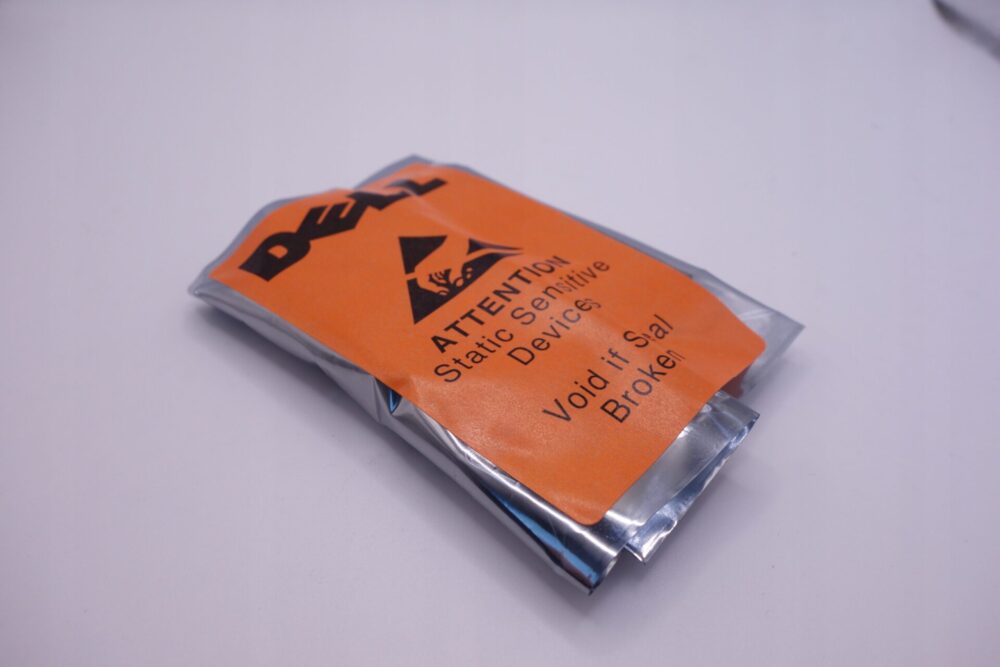 DELL
ATTENTION
Static Sensitive
Devices
Void if Seal
Broken